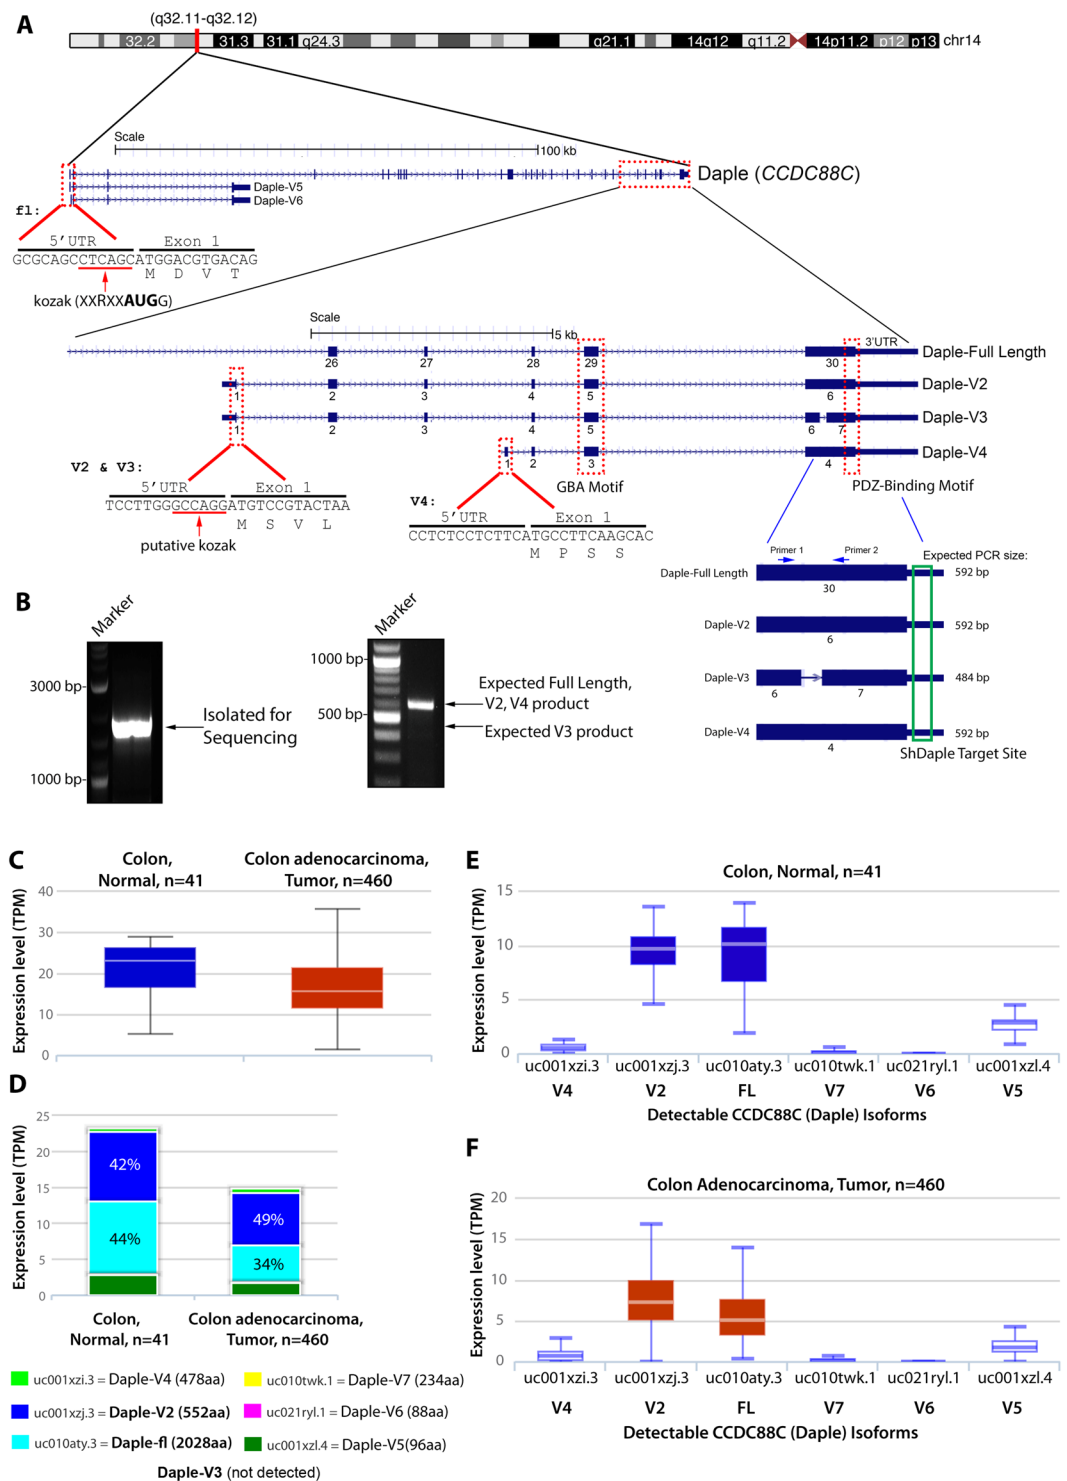 A
(q32.11-q32.12)
32.2 31.3 31.1 q24.3 q21.1 14q12 q11.2 14p11.2 p12 p13 chr14
Scale
100 kb
Daple (CCDC88C)
Daple-V5
Daple-V6
fl:
5'UTR Exon 1
GCGCAGCCTCAGCATGGACGTGACAG
M D V T
kozak (XXRXXAUGG)
Scale
5 kb
3'UTR
Daple-Full Length
26 27 28 29 30
Daple-V2
1 2 3 4 5 6
Daple-V3
1 2 3 4 5 6 7
Daple-V4
1 2 3 4
GBA Motif
PDZ-Binding Motif
V2 & V3:
5'UTR Exon 1
TCCTTGGGCCAGGATGTCCGTACTAA
M S V L
putative kozak
V4:
5'UTR Exon 1
CCTCTCCTCTTCATGCCTTCAAGCAC
M P S S
Expected PCR size:
Primer 1 Primer 2
Daple-Full Length 592 bp
30
Daple-V2 592 bp
6
Daple-V3 484 bp
6 7
Daple-V4 592 bp
4
ShDaple Target Site
B
Marker
3000 bp-
1000 bp-
Isolated for
Sequencing
Marker
1000 bp-
500 bp-
Expected Full Length,
V2, V4 product
Expected V3 product
C
Colon,
Normal, n=41
Colon adenocarcinoma,
Tumor, n=460
Expression level (TPM)
40
30
20
10
0
D
Expression level (TPM)
25
20
15
10
5
0
42%
44%
49%
34%
Colon,
Normal, n=41
Colon adenocarcinoma,
Tumor, n=460
uc001xzi.3 = Daple-V4 (478aa)
uc010twk.1 = Daple-V7 (234aa)
uc001xzj.3 = Daple-V2 (552aa)
uc021ryl.1 = Daple-V6 (88aa)
uc010aty.3 = Daple-fl (2028aa)
uc001xzl.4 = Daple-V5(96aa)
Daple-V3 (not detected)
E
Colon, Normal, n=41
Expression level (TPM)
15
10
5
0
uc001xzi.3 uc001xzj.3 uc010aty.3 uc010twk.1 uc021ryl.1 uc001xzl.4
V4 V2 FL V7 V6 V5
Detectable CCDC88C (Daple) Isoforms
F
Colon Adenocarcinoma, Tumor, n=460
Expression level (TPM)
20
15
10
5
0
uc001xzi.3 uc001xzj.3 uc010aty.3 uc010twk.1 uc021ryl.1 uc001xzl.4
V4 V2 FL V7 V6 V5
Detectable CCDC88C (Daple) Isoforms